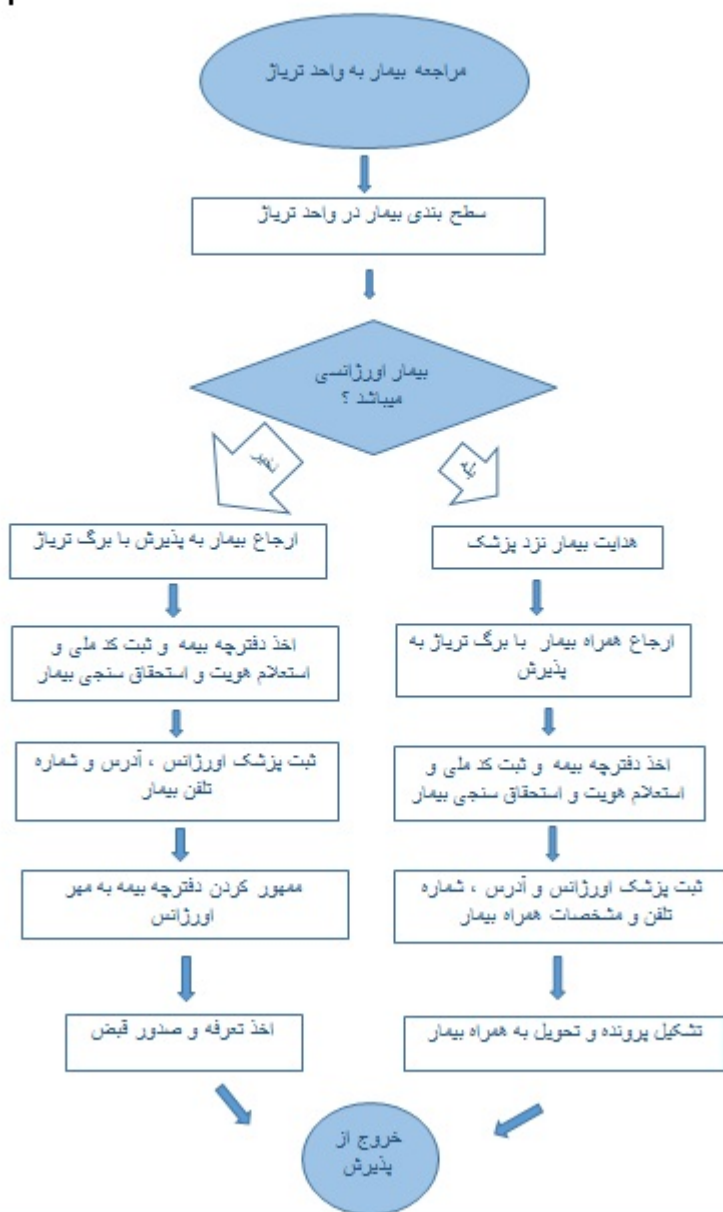 مراجعه بیمار به واحد تریاژ
سطح بندی بیمار در واحد تریاژ
بیمار اورژانسی
میباشد ؟
بله
خیر
هدایت بیمار نزد پزشک
ارجاع همراه بیمار با برگ تریاژ به
پذیرش
اخذ دفترچه بیمه و ثبت کد ملی و
استعلام هویت و استحقاق سنجی بیمار
ثبت پزشک اورژانس و آدرس ، شماره
تلفن و مشخصات همراه بیمار
تشکیل پرونده و تحویل به همراه بیمار
ارجاع بیمار به پذیرش با برگ تریاژ
اخذ دفترچه بیمه و ثبت کد ملی و
استعلام هویت و استحقاق سنجی بیمار
ثبت پزشک اورژانس ، آدرس و شماره
تلفن بیمار
ممهور کردن دفترچه بیمه به مهر
اورژانس
اخذ تعرفه و صدور قبض
خروج از
پذیرش